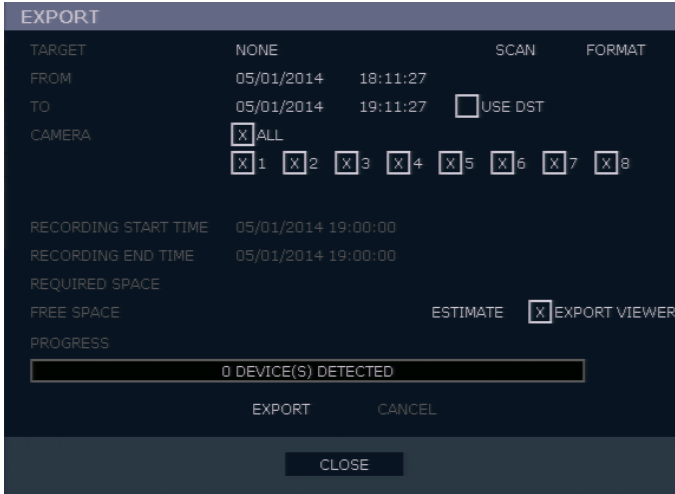 EXPORT
TARGET NONE SCAN FORMAT
FROM 05/01/2014 18:11:27
TO 05/01/2014 19:11:27 USE DST
CAMERA X ALL
X 1 X 2 X 3 X 4 X 5 X 6 X 7 X 8
RECORDING START TIME 05/01/2014 19:00:00
RECORDING END TIME 05/01/2014 19:00:00
REQUIRED SPACE
FREE SPACE ESTIMATE X EXPORT VIEWER
PROGRESS
0 DEVICE(S) DETECTED
EXPORT CANCEL
CLOSE